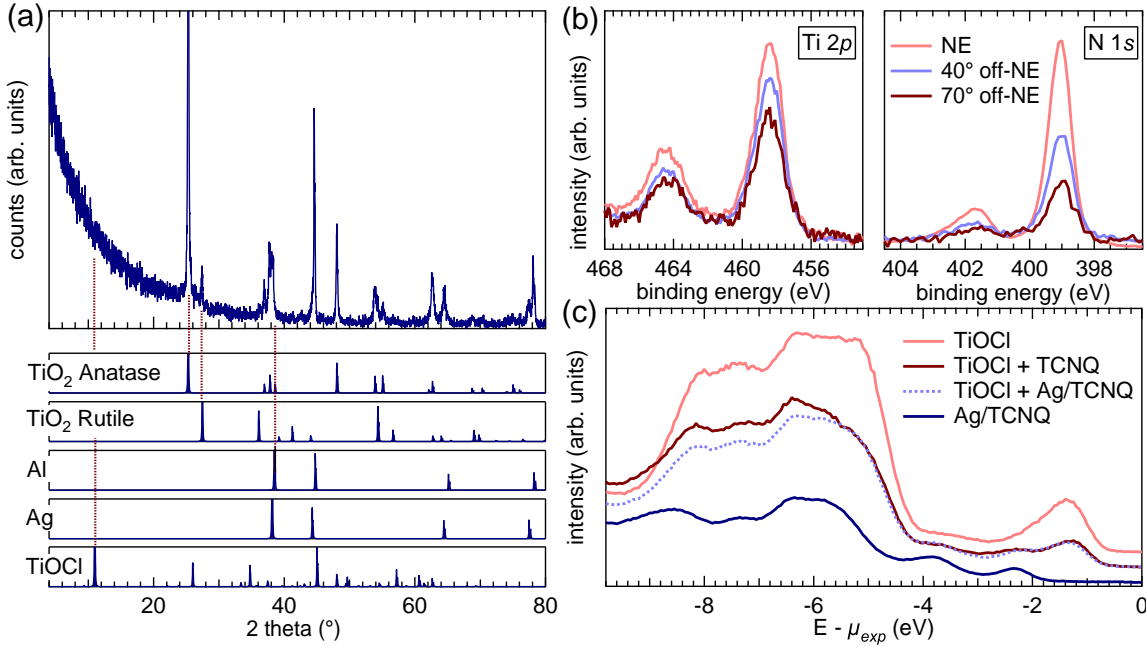 (a)
counts (arb. units)
TiO2 Anatase
TiO2 Rutile
Al
Ag
TiOCl
20 40 60 80
2 theta (°)
(b)
Ti 2p
intensity (arb. units)
468 464 460 456
binding energy (eV)
N 1s
NE
40° off-NE
70° off-NE
404 402 400 398
binding energy (eV)
(c)
TiOCl
TiOCl + TCNQ
TiOCl + Ag/TCNQ
Ag/TCNQ
intensity (arb. units)
-8 -6 -4 -2 0
E - μexp (eV)